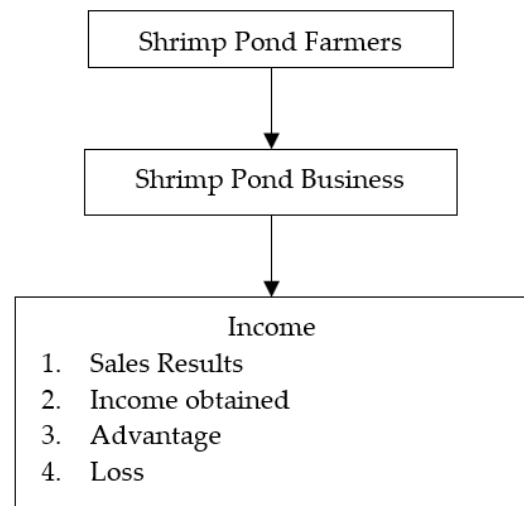 Shrimp Pond Farmers
Shrimp Pond Business
Income
1. Sales Results
2. Income obtained
3. Advantage
4. Loss